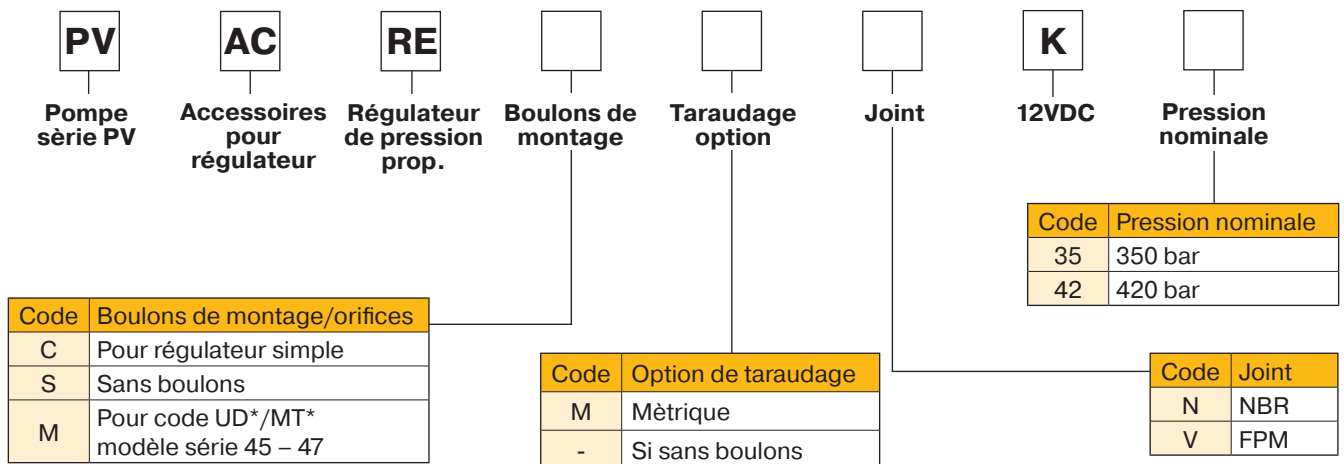 PV AC RE K
Pompe
sèrie PV
Accessoires
pour
régulateur
Régulateur
de pression
prop.
Boulons de
montage
Taraudage
option
Joint
12VDC
Pression
nominale
Code Pression nominale
35 350 bar
42 420 bar
Code Boulons de montage/orifices
C Pour régulateur simple
S Sans boulons
M Pour code UD*/MT*
modèle série 45 – 47
Code Option de taraudage
M Mètrique
- Si sans boulons
Code Joint
N NBR
V FPM